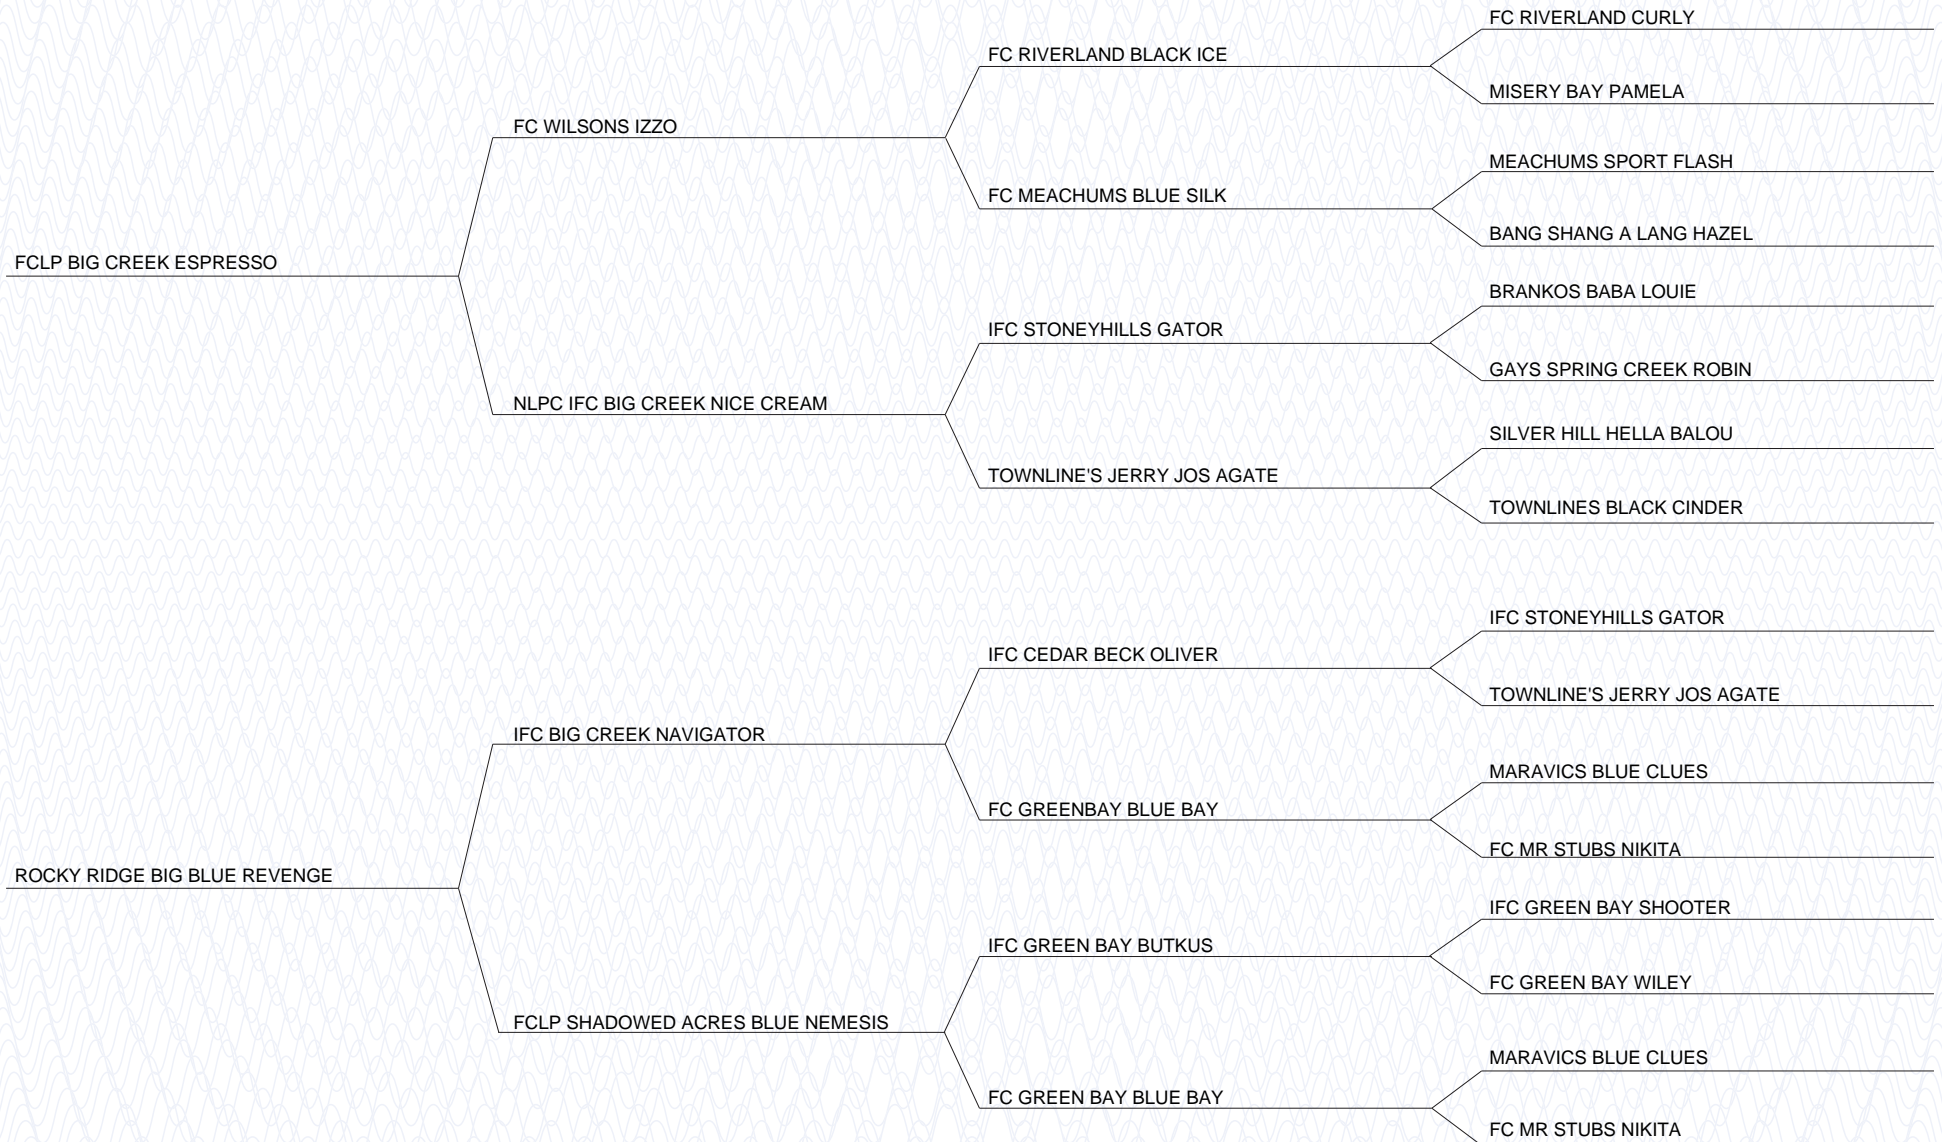 FC RIVERLAND CURLY
FC RIVERLAND BLACK ICE
MISERY BAY PAMELA
FC WILSONS IZZO
MEACHUMS SPORT FLASH
FC MEACHUMS BLUE SILK
BANG SHANG A LANG HAZEL
FCLP BIG CREEK ESPRESSO
BRANKOS BABA LOUIE
IFC STONEYHILLS GATOR
GAYS SPRING CREEK ROBIN
NLPC IFC BIG CREEK NICE CREAM
SILVER HILL HELLA BALOU
TOWNLINE'S JERRY JOS AGATE
TOWNLINES BLACK CINDER
IFC STONEYHILLS GATOR
IFC CEDAR BECK OLIVER
TOWNLINE'S JERRY JOS AGATE
IFC BIG CREEK NAVIGATOR
MARAVICS BLUE CLUES
FC GREENBAY BLUE BAY
FC MR STUBS NIKITA
ROCKY RIDGE BIG BLUE REVENGE
IFC GREEN BAY SHOOTER
IFC GREEN BAY BUTKUS
FC GREEN BAY WILEY
FCLP SHADOWED ACRES BLUE NEMESIS
MARAVICS BLUE CLUES
FC GREEN BAY BLUE BAY
FC MR STUBS NIKITA